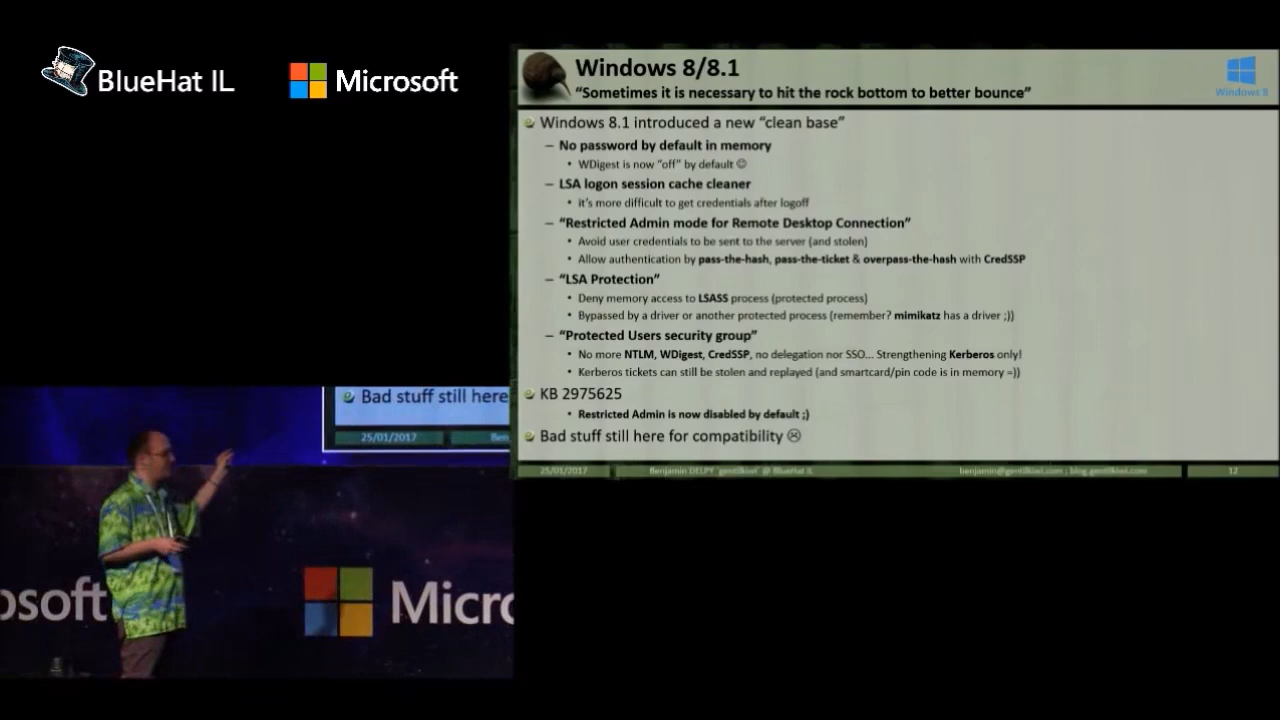 BlueHat IL
Microsoft
Windows 8/8.1
“Sometimes it is necessary to hit the rock bottom to better bounce”
Windows 8
Windows 8.1 introduced a new “clean base”
– No password by default in memory
• WDigest is now “off” by default ☺
– LSA logon session cache cleaner
• it's more difficult to get credentials after logoff
– “Restricted Admin mode for Remote Desktop Connection”
• Avoid user credentials to be sent to the server (and stolen)
• Allow authentication by pass-the-hash, pass-the-ticket & overpass-the-hash with CredSSP
– “LSA Protection”
• Deny memory access to LSASS process (protected process)
• Bypassed by a driver or another protected process (remember? mimikatz has a driver ;))
– “Protected Users security group”
• No more NTLM, WDigest, CredSSP, no delegation nor SSO... Strengthening Kerberos only!
• Kerberos tickets can still be stolen and replayed (and smartcard/pin code is in memory =))
KB 2975625
• Restricted Admin is now disabled by default ;)
Bad stuff still here for compatibility ☹
25/01/2017 Benjamin DELPY `gentilkiwi` @ BlueHat IL benjamin@gentilkiwi.com ; blog.gentilkiwi.com 12
Bad stuff still here
25/01/2017 Ben
osoft
Micro